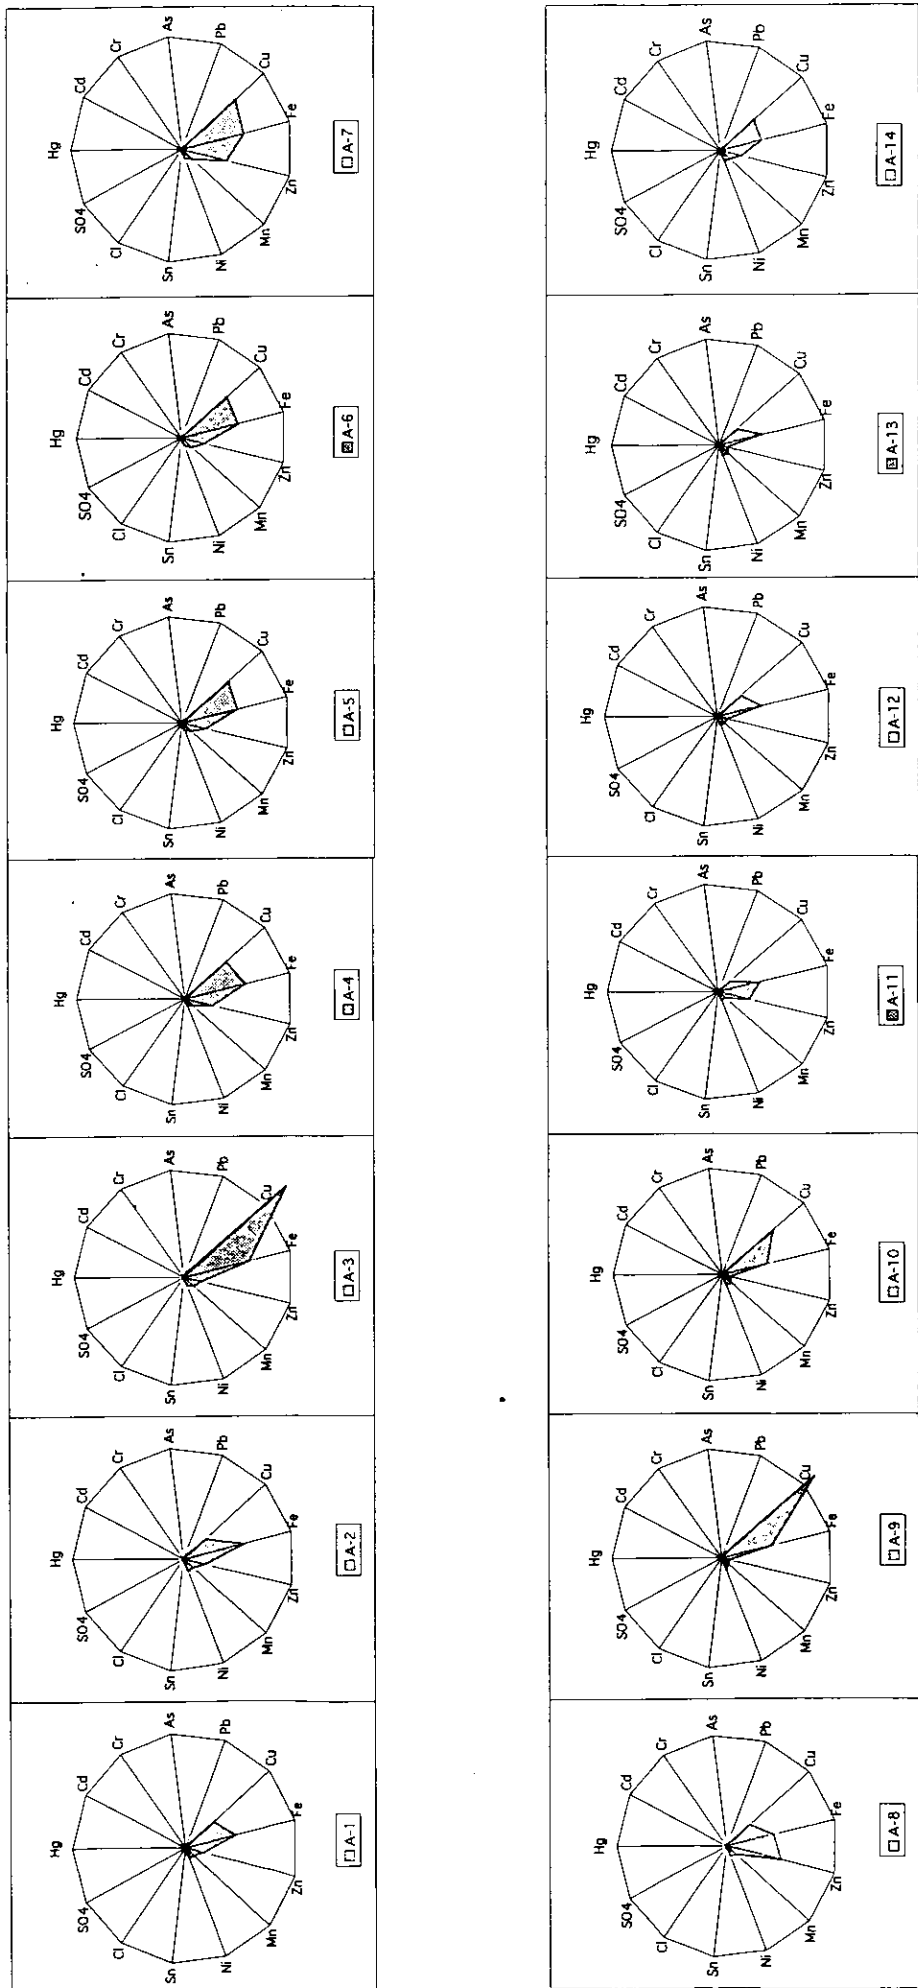 Hg
Cd
Cr
As
Pb
Cu
Fe
Zn
Mn
Ni
Sn
Cl
SO4
A-1
Hg
Cd
Cr
As
Pb
Cu
Fe
Zn
Mn
Ni
Sn
Cl
SO4
A-2
Hg
Cd
Cr
As
Pb
Cu
Fe
Zn
Mn
Ni
Sn
Cl
SO4
A-3
Hg
Cd
Cr
As
Pb
Cu
Fe
Zn
Mn
Ni
Sn
Cl
SO4
A-4
Hg
Cd
Cr
As
Pb
Cu
Fe
Zn
Mn
Ni
Sn
Cl
SO4
A-5
Hg
Cd
Cr
As
Pb
Cu
Fe
Zn
Mn
Ni
Sn
Cl
SO4
A-6
Hg
Cd
Cr
As
Pb
Cu
Fe
Zn
Mn
Ni
Sn
Cl
SO4
A-7
Hg
Cd
Cr
As
Pb
Cu
Fe
Zn
Mn
Ni
Sn
Cl
SO4
A-8
Hg
Cd
Cr
As
Pb
Cu
Fe
Zn
Mn
Ni
Sn
Cl
SO4
A-9
Hg
Cd
Cr
As
Pb
Cu
Fe
Zn
Mn
Ni
Sn
Cl
SO4
A-10
Hg
Cd
Cr
As
Pb
Cu
Fe
Zn
Mn
Ni
Sn
Cl
SO4
A-11
Hg
Cd
Cr
As
Pb
Cu
Fe
Zn
Mn
Ni
Sn
Cl
SO4
A-12
Hg
Cd
Cr
As
Pb
Cu
Fe
Zn
Mn
Ni
Sn
Cl
SO4
A-13
Hg
Cd
Cr
As
Pb
Cu
Fe
Zn
Mn
Ni
Sn
Cl
SO4
A-14